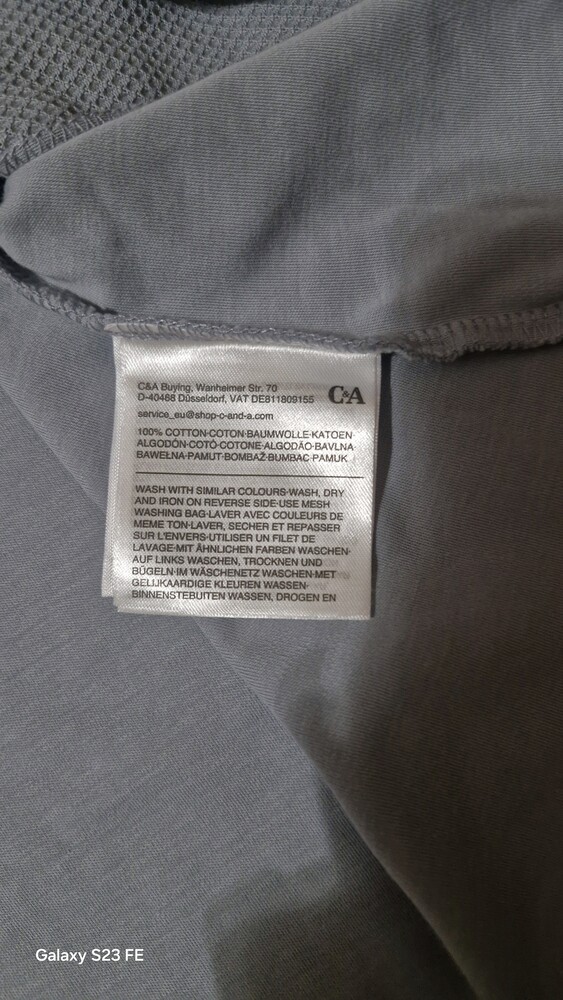 C&A Buying, Wanheimer Str. 70
D-40468 Düsseldorf, VAT DE811809155
C&A
service_eu@shop-c-and-a.com
100% COTTON·COTON·BAUMWOLLE·KATOEN·
ALGODÓN·COTÓ·COTONE·ALGODÃO·BAVLNA·
BAWEŁNA·PAMUT·BOMBAŽ·BUMBAC·PAMUK
WASH WITH SIMILAR COLOURS·WASH, DRY
AND IRON ON REVERSE SIDE·USE MESH
WASHING BAG·LAVER AVEC COULEURS DE
MEME TON·LAVER, SECHER ET REPASSER
SUR L'ENVERS·UTILISER UN FILET DE
LAVAGE·MIT ÄHNLICHEN FARBEN WASCHEN·
AUF LINKS WASCHEN, TROCKNEN UND
BÜGELN·IM WÄSCHENETZ WASCHEN·MET
GELIJKAARDIGE KLEUREN WASSEN·
BINNENSTEBUITEN WASSEN, DROGEN EN
Galaxy S23 FE